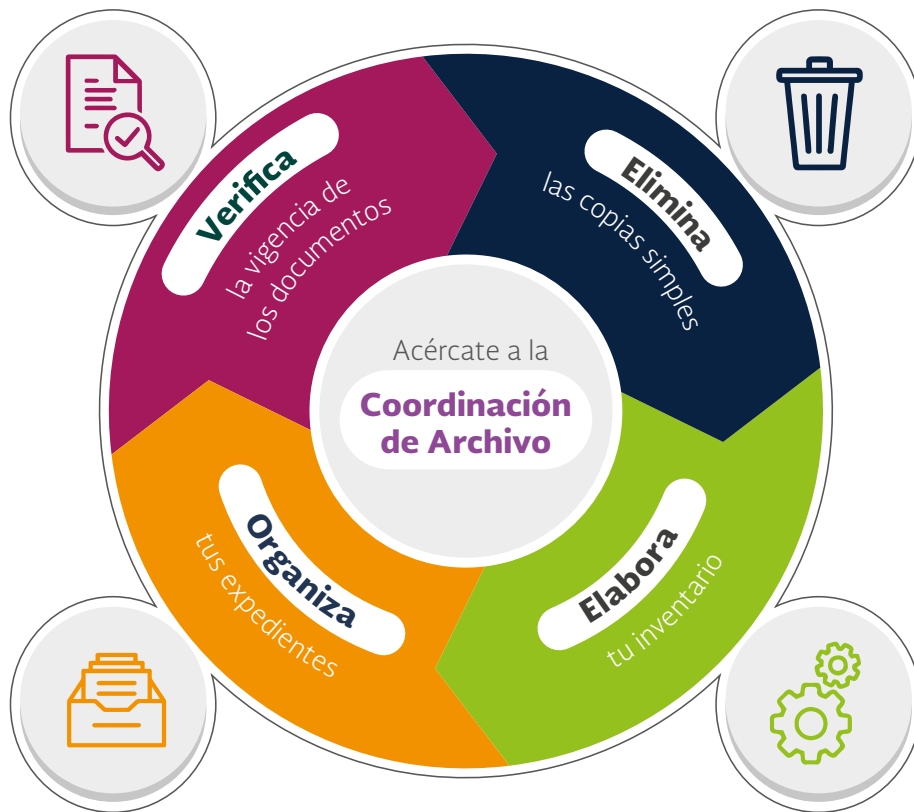 Verifica
la vigencia de
los documentos
Elimina
las copias simples
Acércate a la
Coordinación
de Archivo
Organiza
tus expedientes
Elabora
tu inventario